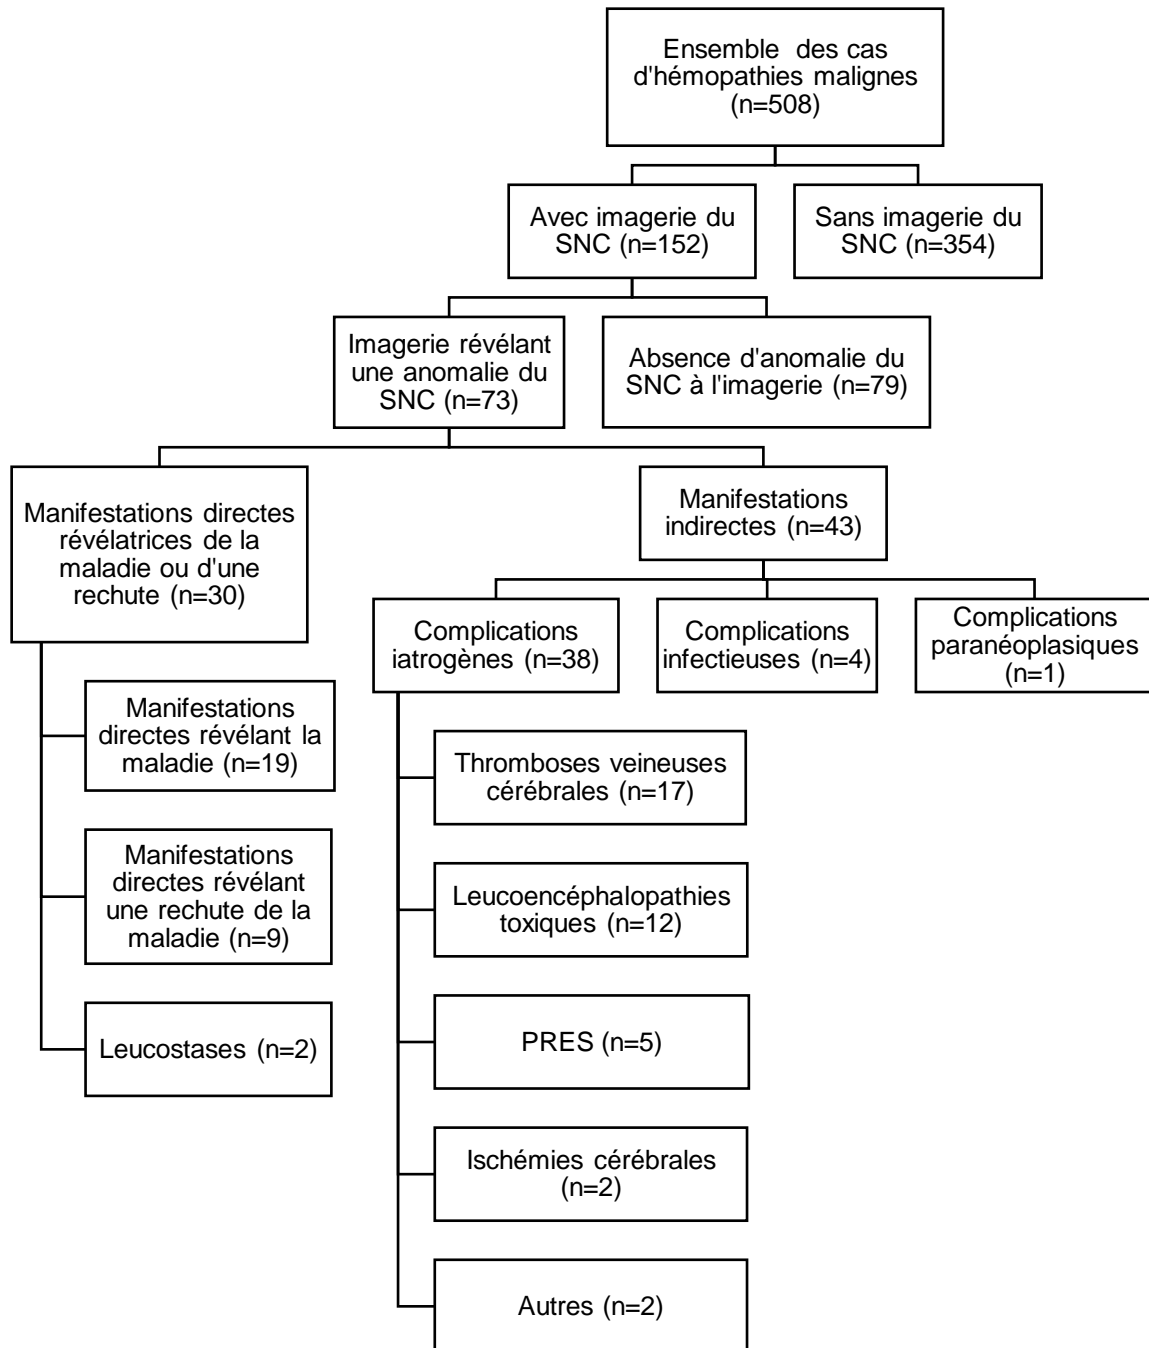 Ensemble des cas
d'hémopathies malignes
(n=508)
Avec imagerie du
SNC (n=152)
Sans imagerie du
SNC (n=354)
Imagerie révélant
une anomalie du
SNC (n=73)
Absence d'anomalie du
SNC à l'imagerie (n=79)
Manifestations directes
révélatrices de la
maladie ou d'une
rechute (n=30)
Manifestations
indirectes (n=43)
Complications
iatrogènes (n=38)
Complications
infectieuses (n=4)
Complications
paranéoplasiques
(n=1)
Manifestations
directes révélant la
maladie (n=19)
Manifestations
directes révélant
une rechute de la
maladie (n=9)
Leucostases (n=2)
Thromboses veineuses
cérébrales (n=17)
Leucoencéphalopathies
toxiques (n=12)
PRES (n=5)
Ischémies cérébrales
(n=2)
Autres (n=2)